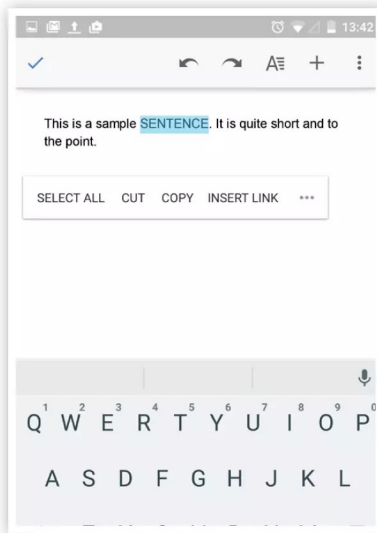 13:42
This is a sample SENTENCE. It is quite short and to
the point.
SELECT ALL CUT COPY INSERT LINK
1 2 3 4 5 6 7 8 9 0
Q W E R T Y U I O P
A S D F G H J K L